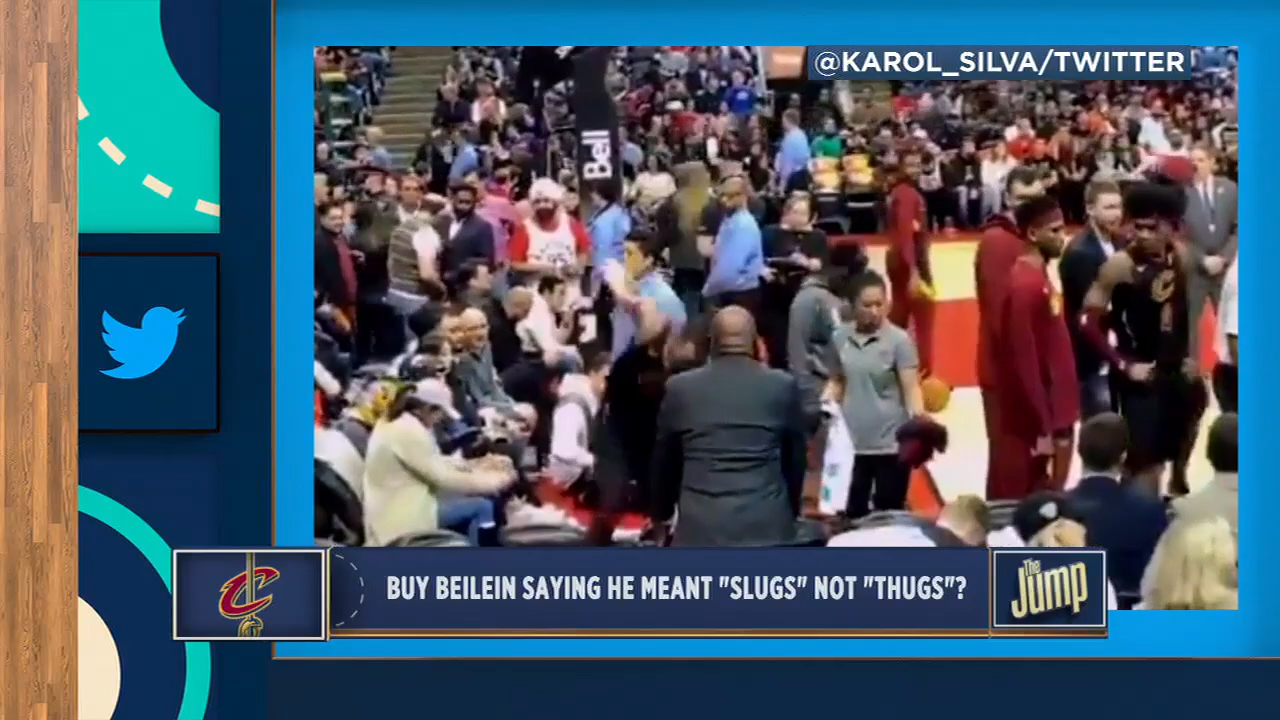 @KAROL_SILVA/TWITTER
Bell
C
C
BUY BEILEIN SAYING HE MEANT "SLUGS" NOT "THUGS"?
The
Jump